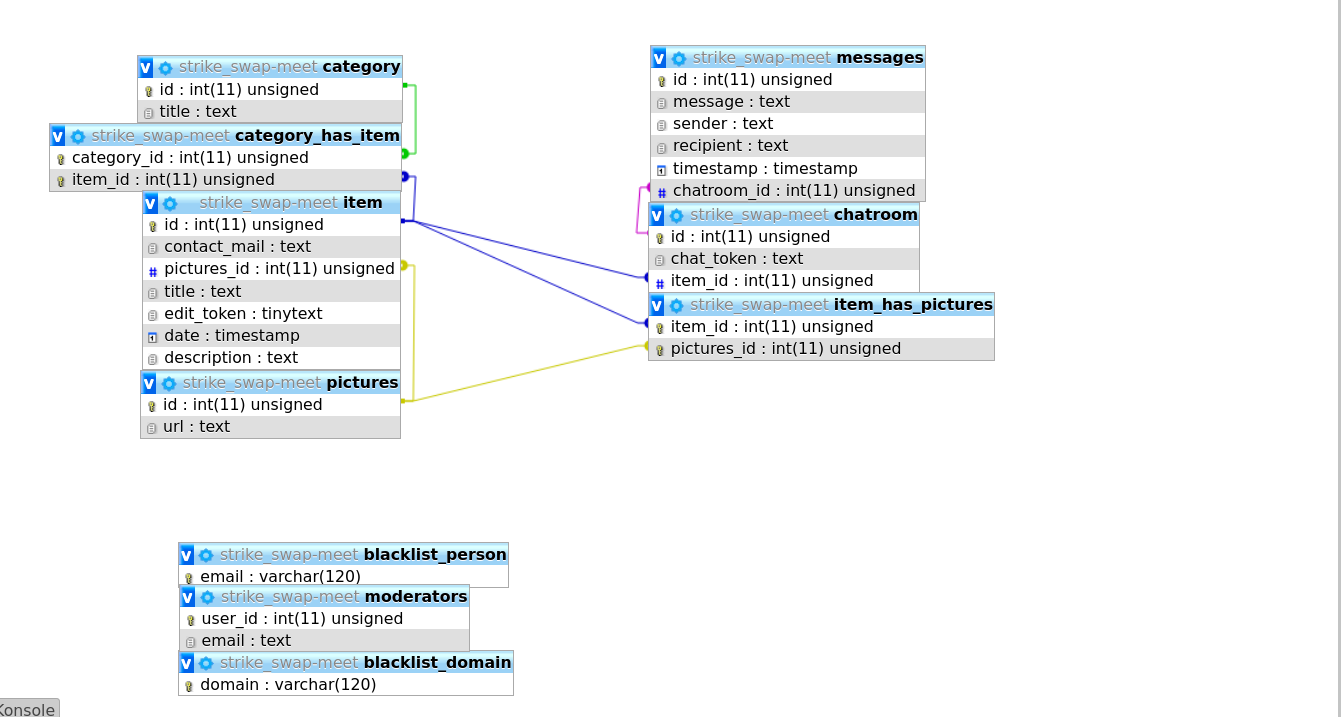 v strike_swap-meet category
id : int(11) unsigned
title : text
v strike_swap-meet category_has_item
category_id : int(11) unsigned
item_id : int(11) unsigned
v strike_swap-meet item
id : int(11) unsigned
contact_mail : text
# pictures_id : int(11) unsigned
title : text
edit_token : tinytext
date : timestamp
description : text
v strike_swap-meet pictures
id : int(11) unsigned
url : text
v strike_swap-meet messages
id : int(11) unsigned
message : text
sender : text
recipient : text
timestamp : timestamp
# chatroom_id : int(11) unsigned
v strike_swap-meet chatroom
id : int(11) unsigned
chat_token : text
# item_id : int(11) unsigned
v strike_swap-meet item_has_pictures
item_id : int(11) unsigned
pictures_id : int(11) unsigned
v strike_swap-meet blacklist_person
email : varchar(120)
v strike_swap-meet moderators
user_id : int(11) unsigned
email : text
v strike_swap-meet blacklist_domain
domain : varchar(120)
Konsole